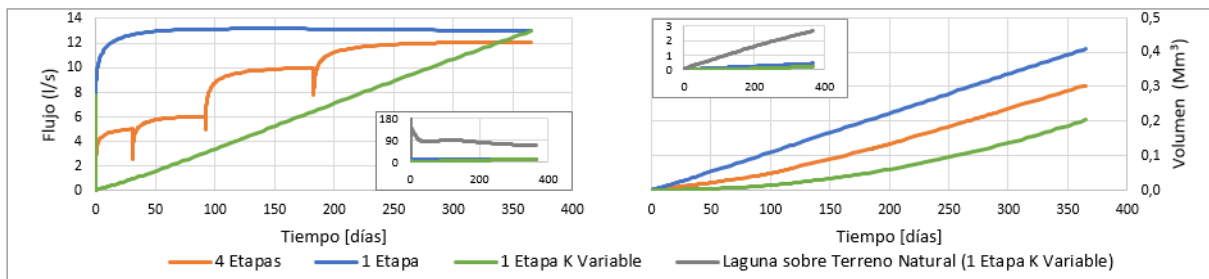 Flujo (l/s)
14
12
10
8
6
4
2
0
0 50 100 150 200 250 300 350 400
Tiempo [días]
180
90
0
0 200 400
3
2
1
0
0 200 400
0,5
0,4
0,3
0,2
0,1
0,0
Volumen (Mm³)
0 50 100 150 200 250 300 350 400
Tiempo [días]
4 Etapas 1 Etapa 1 Etapa K Variable Laguna sobre Terreno Natural (1 Etapa K Variable)